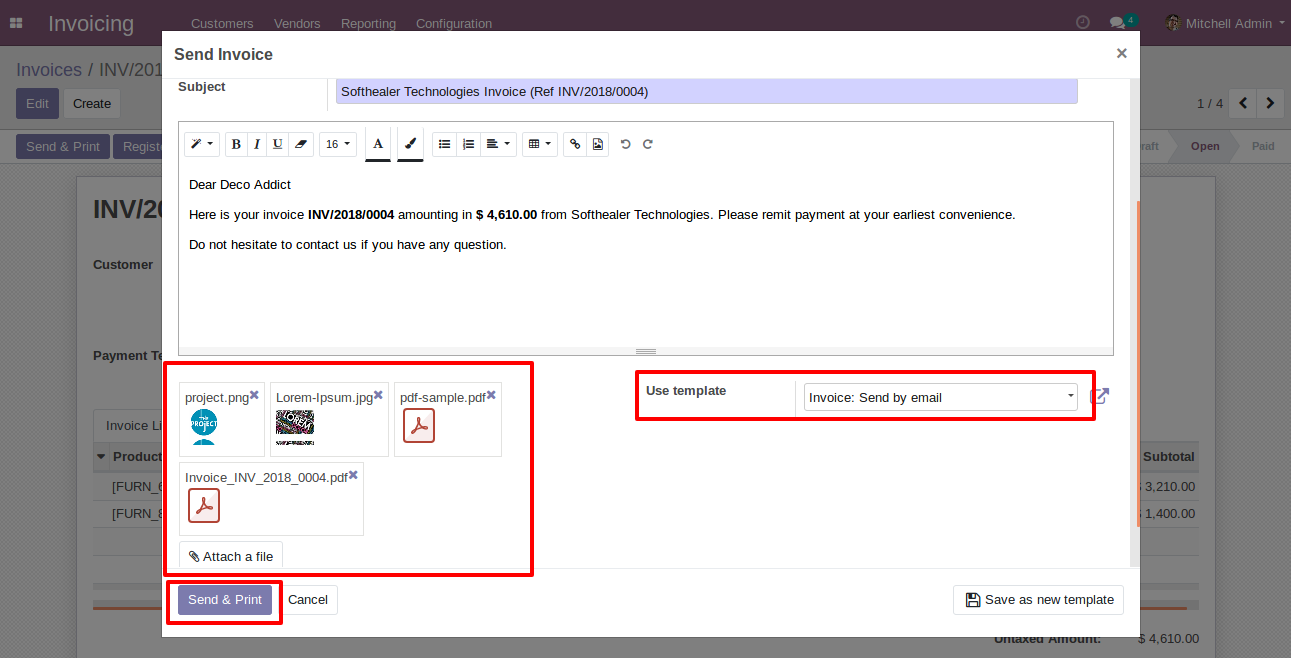 Invoicing
Customers Vendors Reporting Configuration
4 Mitchell Admin
Send Invoice ×
Invoices / INV/201
Subject Softhealer Technologies Invoice (Ref INV/2018/0004)
Edit Create
1 / 4
B I U 16 A
Send & Print Registe
raft Open Paid
Dear Deco Addict
INV/20
Here is your invoice INV/2018/0004 amounting in $ 4,610.00 from Softhealer Technologies. Please remit payment at your earliest convenience.
Do not hesitate to contact us if you have any question.
Customer
Payment Te
project.png Lorem-Ipsum.jpg pdf-sample.pdf
THE PROJECT
LOREM
Use template Invoice: Send by email
Invoice Li
Product Subtotal
Invoice_INV_2018_0004.pdf
[FURN_6 $ 3,210.00
[FURN_8 $ 1,400.00
Attach a file
Send & Print Cancel Save as new template
Untaxed Amount: $ 4,610.00